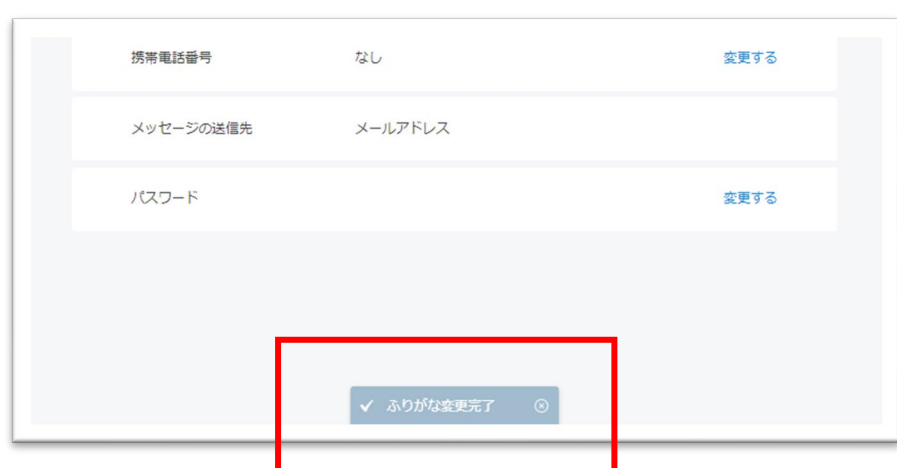 携帯電話番号 なし 変更する
メッセージの送信先 メールアドレス
パスワード 変更する
ふりがな変更完了